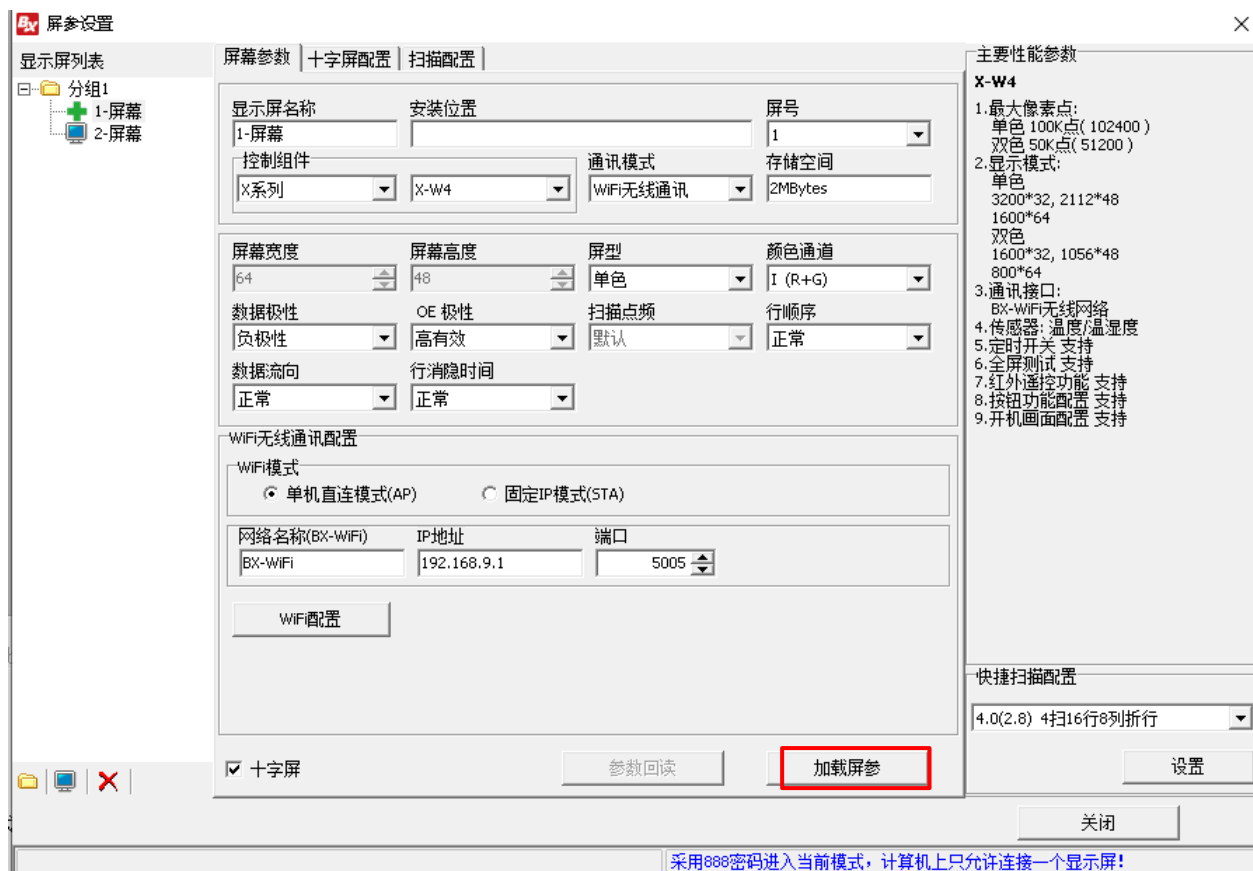 BX 屏参设置
显示屏列表
分组1
1-屏幕
2-屏幕
屏幕参数 十字屏配置 扫描配置
显示屏名称 安装位置 屏号
1-屏幕 1
控制组件 通讯模式 存储空间
X系列 X-W4 WiFi无线通讯 2MBytes
屏幕宽度 屏幕高度 屏型 颜色通道
64 48 单色 I (R+G)
数据极性 OE 极性 扫描点频 行顺序
负极性 高有效 默认 正常
数据流向 行消隐时间
正常 正常
WiFi无线通讯配置
WiFi模式
单机直连模式(AP) 固定IP模式(STA)
网络名称(BX-WiFi) IP地址 端口
BX-WiFi 192.168.9.1 5005
WiFi配置
十字屏 参数回读 加载屏参
主要性能参数
X-W4
1.最大像素点:
单色 100K点( 102400 )
双色 50K点( 51200 )
2.显示模式:
单色
3200*32, 2112*48
1600*64
双色
1600*32, 1056*48
800*64
3.通讯接口:
BX-WiFi无线网络
4.传感器: 温度/温湿度
5.定时开关 支持
6.全屏测试 支持
7.红外遥控功能 支持
8.按钮功能配置 支持
9.开机画面配置 支持
快捷扫描配置
4.0(2.8) 4扫16行8列折行
设置
关闭
采用888密码进入当前模式，计算机上只允许连接一个显示屏!